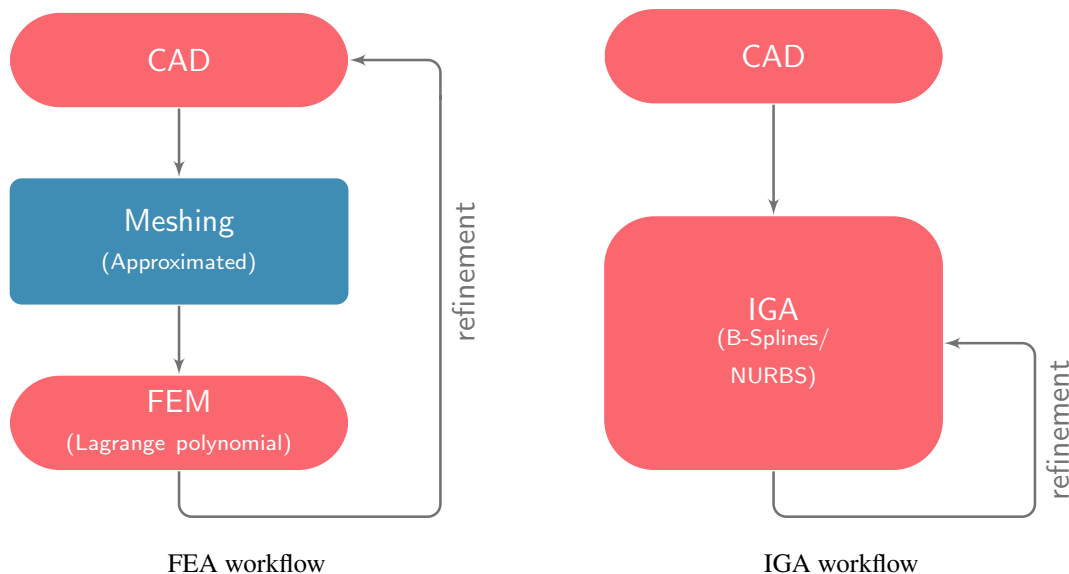 CAD
Meshing
(Approximated)
FEM
(Lagrange polynomial)
refinement
FEA workflow
CAD
IGA
(B-Splines/
NURBS)
refinement
IGA workflow